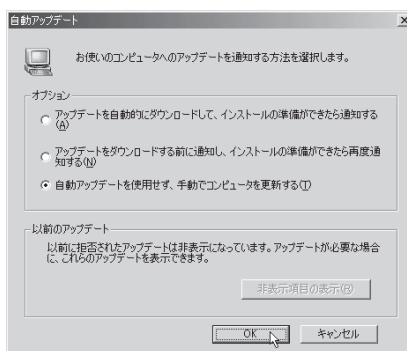 自動アップデート
お使いのコンピュータへのアップデートを通知する方法を選択します。
オプション
アップデートを自動的にダウンロードして、インストールの準備ができたら通知する
(A)
アップデートをダウンロードする前に通知し、インストールの準備ができたら再度通
知する(N)
自動アップデートを使用せず、手動でコンピュータを更新する(T)
以前のアップデート
以前に拒否されたアップデートは非表示になっています。アップデートが必要な場合
に、これらのアップデートを表示できます。
非表示項目の表示(R)
OK
キャンセル